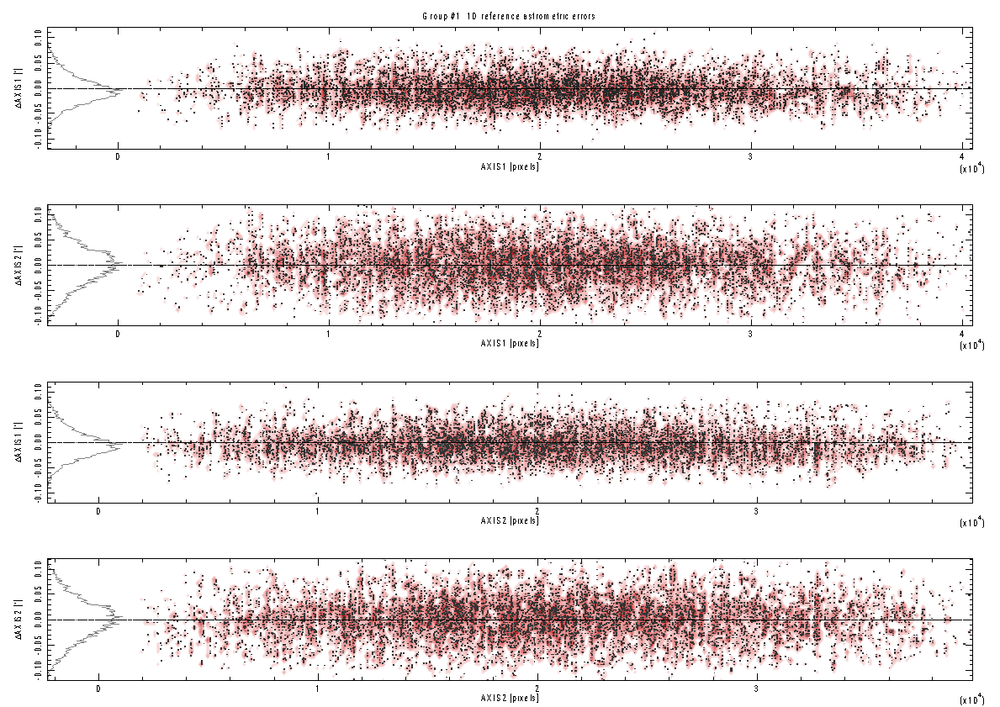 Group #1 1D reference astrometric errors
ΔAXIS1 ["]
0.10
0.05
0.00
-0.05
-0.10
0 1 2 3 4
AXIS1 [pixels]
(x10⁴)
ΔAXIS2 ["]
0.10
0.05
0.00
-0.05
-0.10
0 1 2 3 4
AXIS1 [pixels]
(x10⁴)
ΔAXIS1 ["]
0.10
0.05
0.00
-0.05
-0.10
0 1 2 3
AXIS2 [pixels]
(x10⁴)
ΔAXIS2 ["]
0.10
0.05
0.00
-0.05
-0.10
0 1 2 3
AXIS2 [pixels]
(x10⁴)